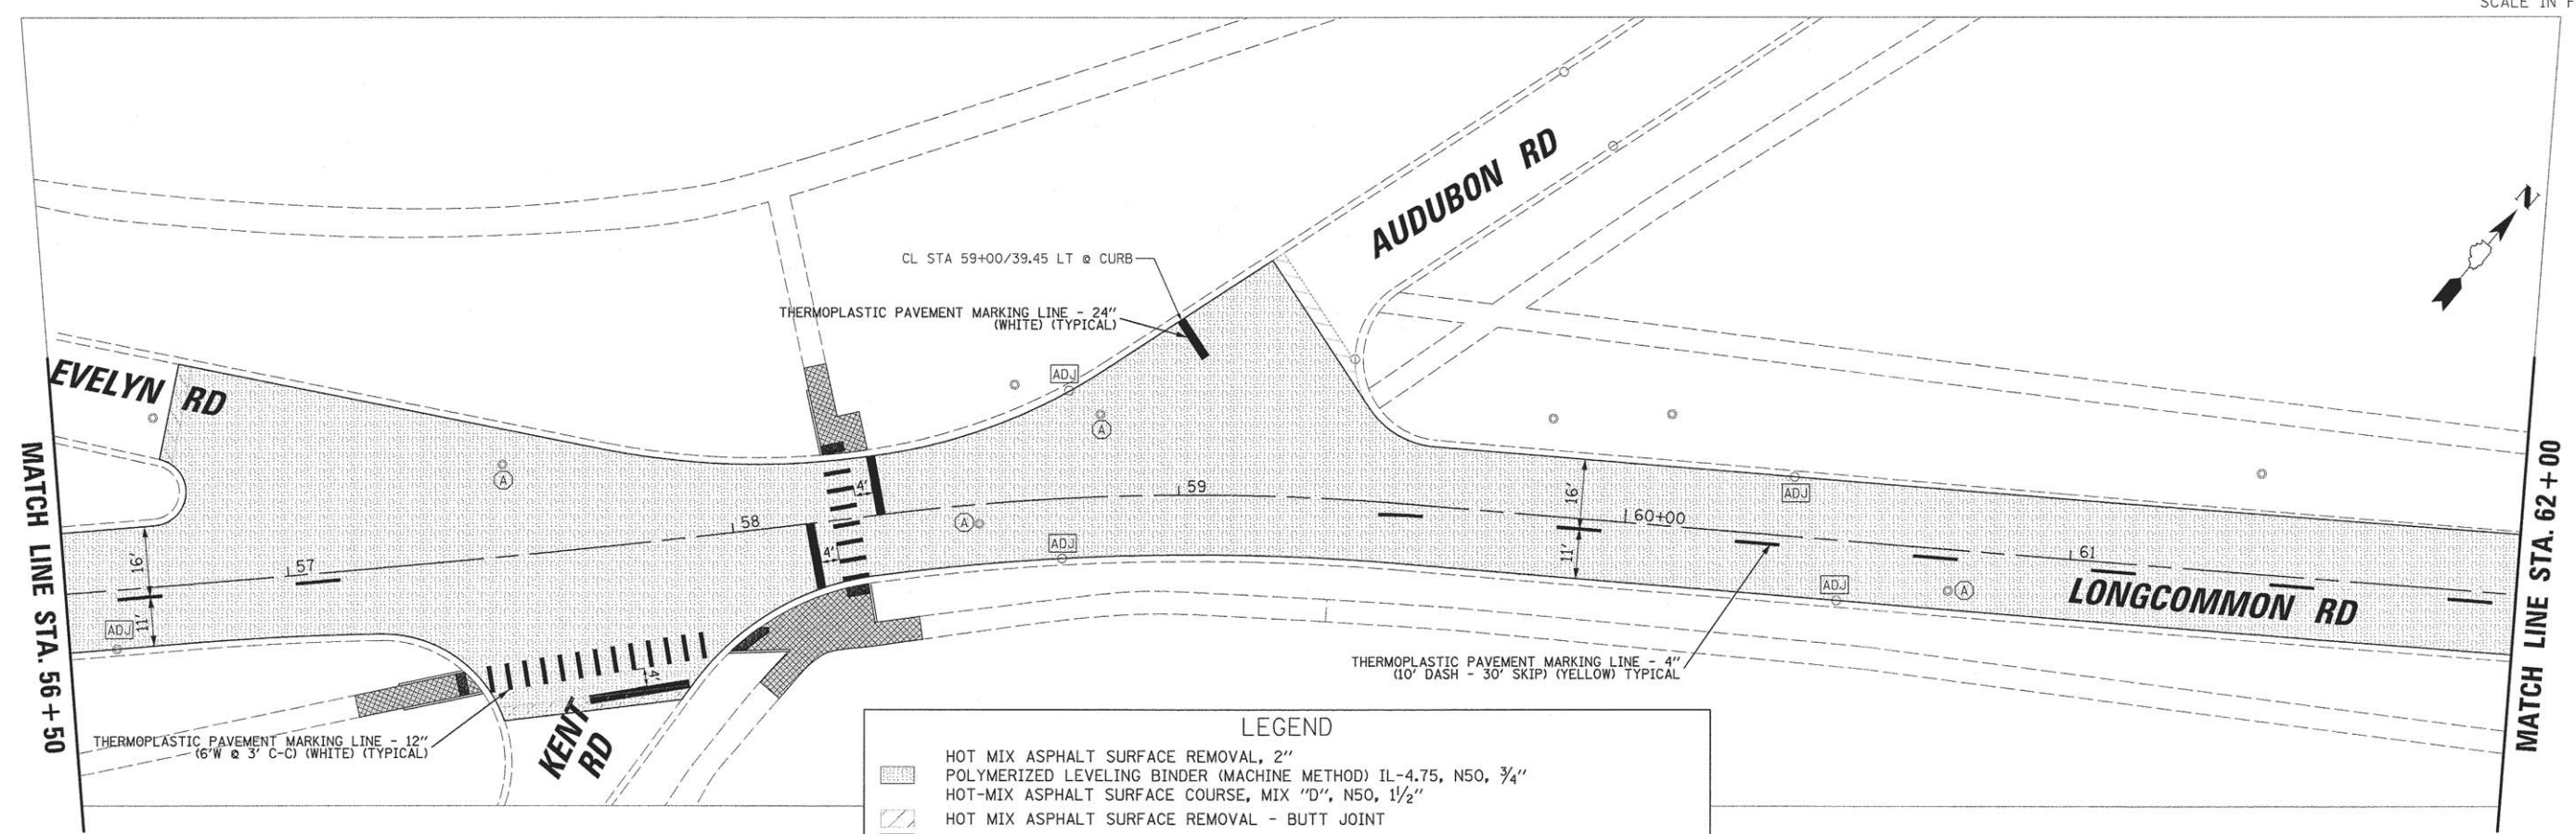 SCALE IN F
AUDUBON RD
N
CL STA 59+00/39.45 LT @ CURB
THERMOPLASTIC PAVEMENT MARKING LINE - 24"
(WHITE) (TYPICAL)
ADJ
EVELYN RD
A
A
MATCH LINE STA. 56+50
MATCH LINE STA. 62+00
4'
59
16'
ADJ
58
A
60+00
4'
ADJ
16'
57
11'
61
ADJ
A
LONGCOMMON RD
11'
ADJ
THERMOPLASTIC PAVEMENT MARKING LINE - 4"
(10' DASH - 30' SKIP) (YELLOW) TYPICAL
4'
KENT RD
THERMOPLASTIC PAVEMENT MARKING LINE - 12"
(6'W @ 3' C-C) (WHITE) (TYPICAL)
LEGEND
HOT MIX ASPHALT SURFACE REMOVAL, 2"
POLYMERIZED LEVELING BINDER (MACHINE METHOD) IL-4.75, N50, 3/4"
HOT-MIX ASPHALT SURFACE COURSE, MIX "D", N50, 1 1/2"
HOT MIX ASPHALT SURFACE REMOVAL - BUTT JOINT